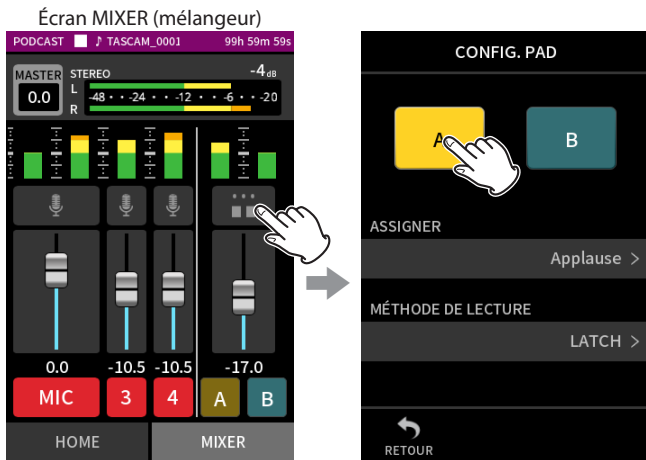 Écran MIXER (mélangeur)
PODCAST ♪ TASCAM_0001 99h 59m 59s
MASTER STEREO -4dB
0.0 L -48 · · -24 · · · -12 · · -6 · · -20
R
0.0 -10.5 -10.5 -17.0
MIC 3 4 A B
HOME MIXER
CONFIG. PAD
A B
ASSIGNER
Applause >
MÉTHODE DE LECTURE
LATCH >
RETOUR